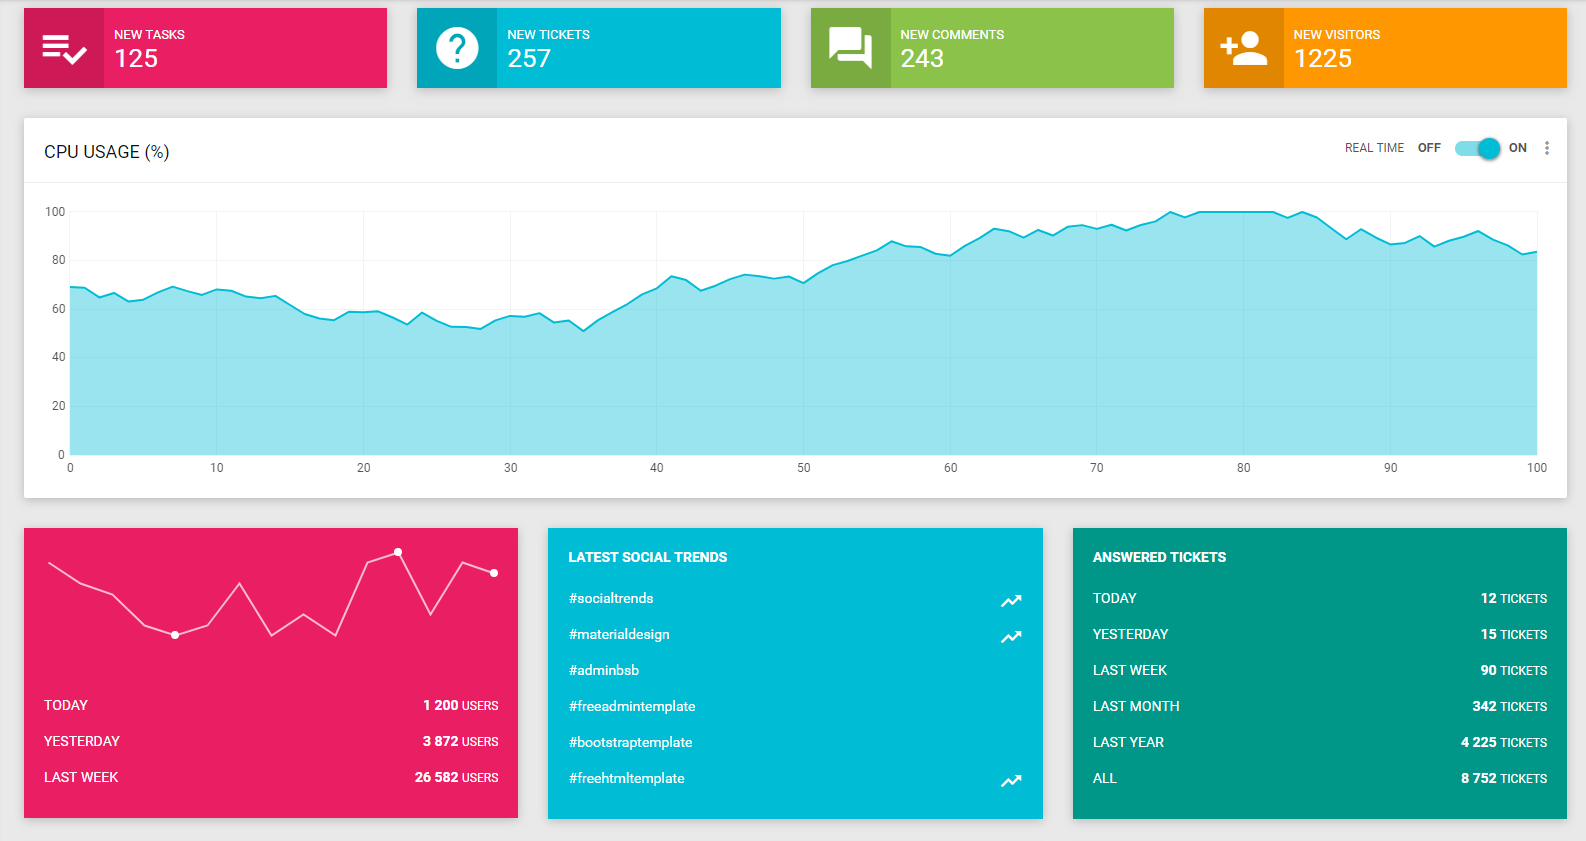 NEW TASKS
125
NEW TICKETS
257
NEW COMMENTS
243
NEW VISITORS
1225
CPU USAGE (%)
REAL TIME OFF ON
100
80
60
40
20
0
0 10 20 30 40 50 60 70 80 90 100
TODAY 1 200 USERS
YESTERDAY 3 872 USERS
LAST WEEK 26 582 USERS
LATEST SOCIAL TRENDS
#socialtrends
#materialdesign
#adminbsb
#freeadmintemplate
#bootstraptemplate
#freehtmltemplate
ANSWERED TICKETS
TODAY 12 TICKETS
YESTERDAY 15 TICKETS
LAST WEEK 90 TICKETS
LAST MONTH 342 TICKETS
LAST YEAR 4 225 TICKETS
ALL 8 752 TICKETS